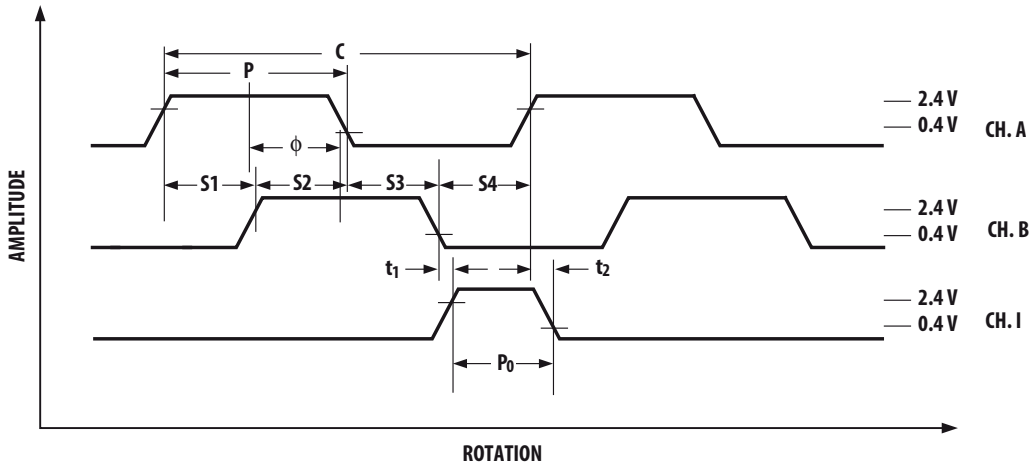 C
P
2.4 V
0.4 V
CH. A
ϕ
S1 S2 S3 S4
2.4 V
0.4 V
CH. B
t₁ t₂
2.4 V
0.4 V
CH. I
P₀
AMPLITUDE
ROTATION